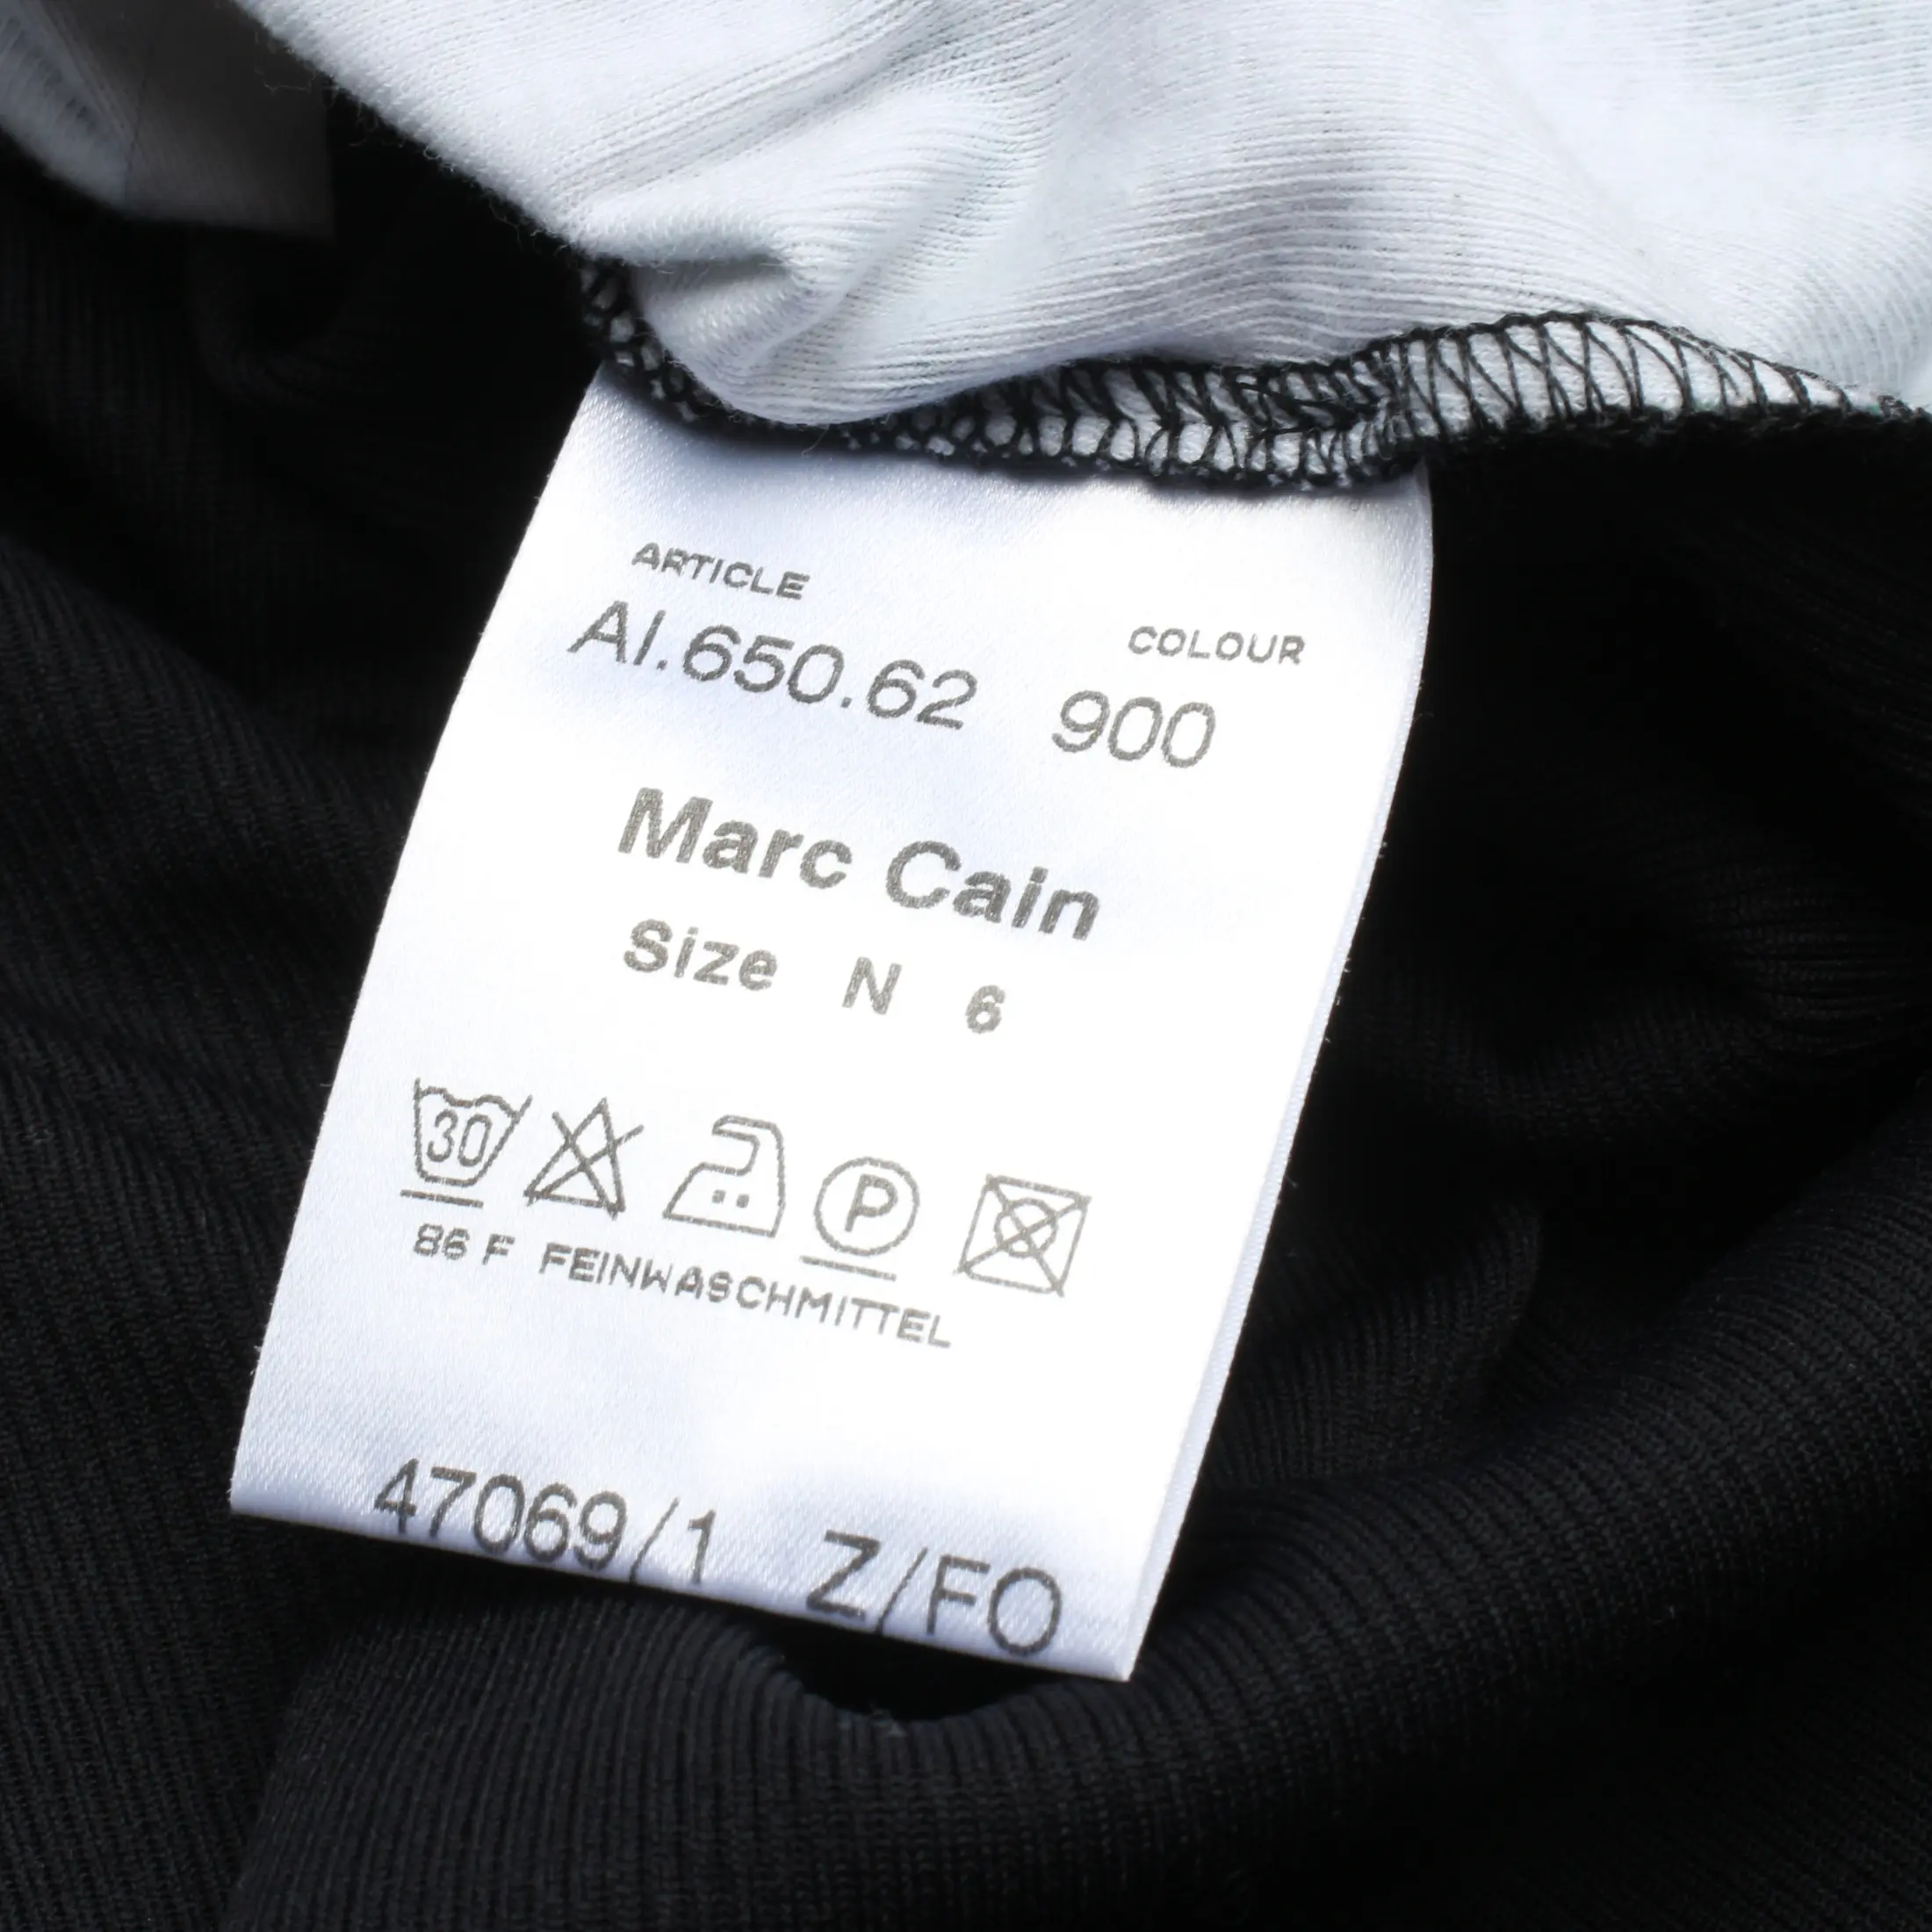 ARTICLE COLOUR
AI.650.62 900
Marc Cain
Size N 6
30 P
86 F FEINWASCHMITTEL
47069/1 Z/FO